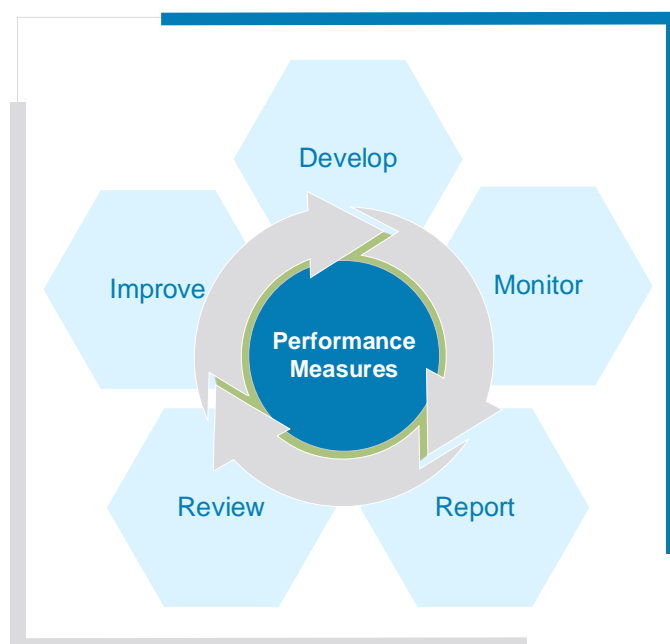 Develop
Monitor
Report
Review
Improve
Performance
Measures